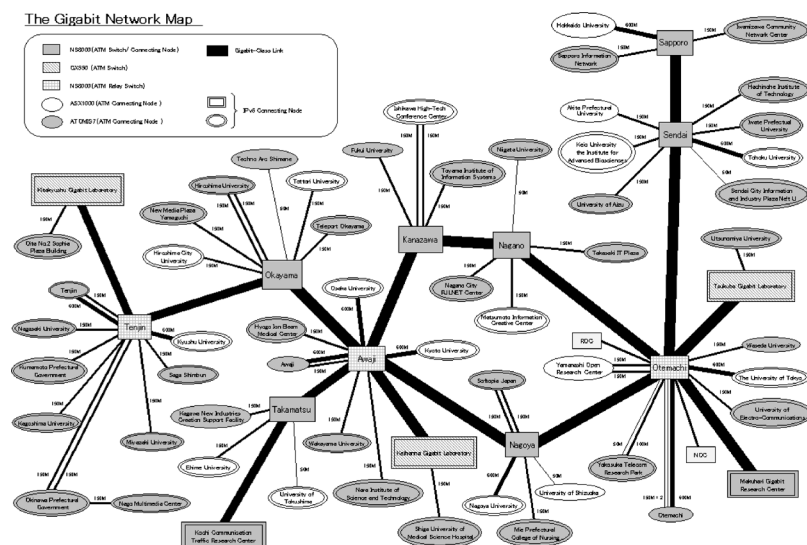 The Gigabit Network Map
NS8000(ATM Switch/ Connecting Node)
Gigabit-Class Link
(ATM Switch)
(ATM Relay Switch)
(ATM Connecting Node)
IPv6 Connecting Node
(ATM Connecting Node)
Hokkaido University
600M
150M
Sapporo Information
Network
Sapporo
150M
Iwamizawa Community
Network Center
Akita Prefectural
University
Keio University
the Institute for
Advanced Biosciences
University of Aizu
Sendai
Hachinohe Institute
of Technology
Iwate Prefectural University
Tohoku University
Sendai City Information
and Industry Plaza Net U
Utsunomiya University
Tsukuba Gigabit Laboratory
Ishikawa High-Tech
Conference Center
Fukui University
Toyama Institute of
Information Systems
Niigata University
Kanazawa
Nagano
Takasaki IT Plaza
Nagano City
FULNET Center
Matsumoto Information
Creative Center
Techno Arc Shimane
Hiroshima University
Tottori University
New Media Plaza
Yamaguchi
Teleport Okayama
Hiroshima City
University
Okayama
Kitakyushu Gigabit Laboratory
Oita No.2 Sophia
Plaza Building
Tenjin
Nagasaki University
Tenjin
Kyushu University
Kumamoto Prefectural
Government
Saga Shinbun
Kagoshima University
Miyazaki University
Okinawa Prefectural
Government
Nago Multimedia Center
Osaka University
Hyogo Ion Beam
Medical Center
Awaji
Awaji
Kyoto University
Takamatsu
Kagawa New Industries
Creation Support Facility
Ehime University
University of
Tokushima
Kochi Communication
Traffic Research Center
Wakayama University
Nara Institute of
Science and Technology
Keihanna Gigabit Laboratory
Shiga University of
Medical Science Hospital
Softopia Japan
Nagoya
Nagoya University
University of Shizuoka
Mie Prefectural
College of Nursing
Yamanashi Open
Research Center
Otemachi
Waseda University
The University of Tokyo
University of
Electro-Communications
NOC
Makuhari Gigabit
Research Center
Yokosuka Telecom
Research Park
150M × 2
600M
Otemachi